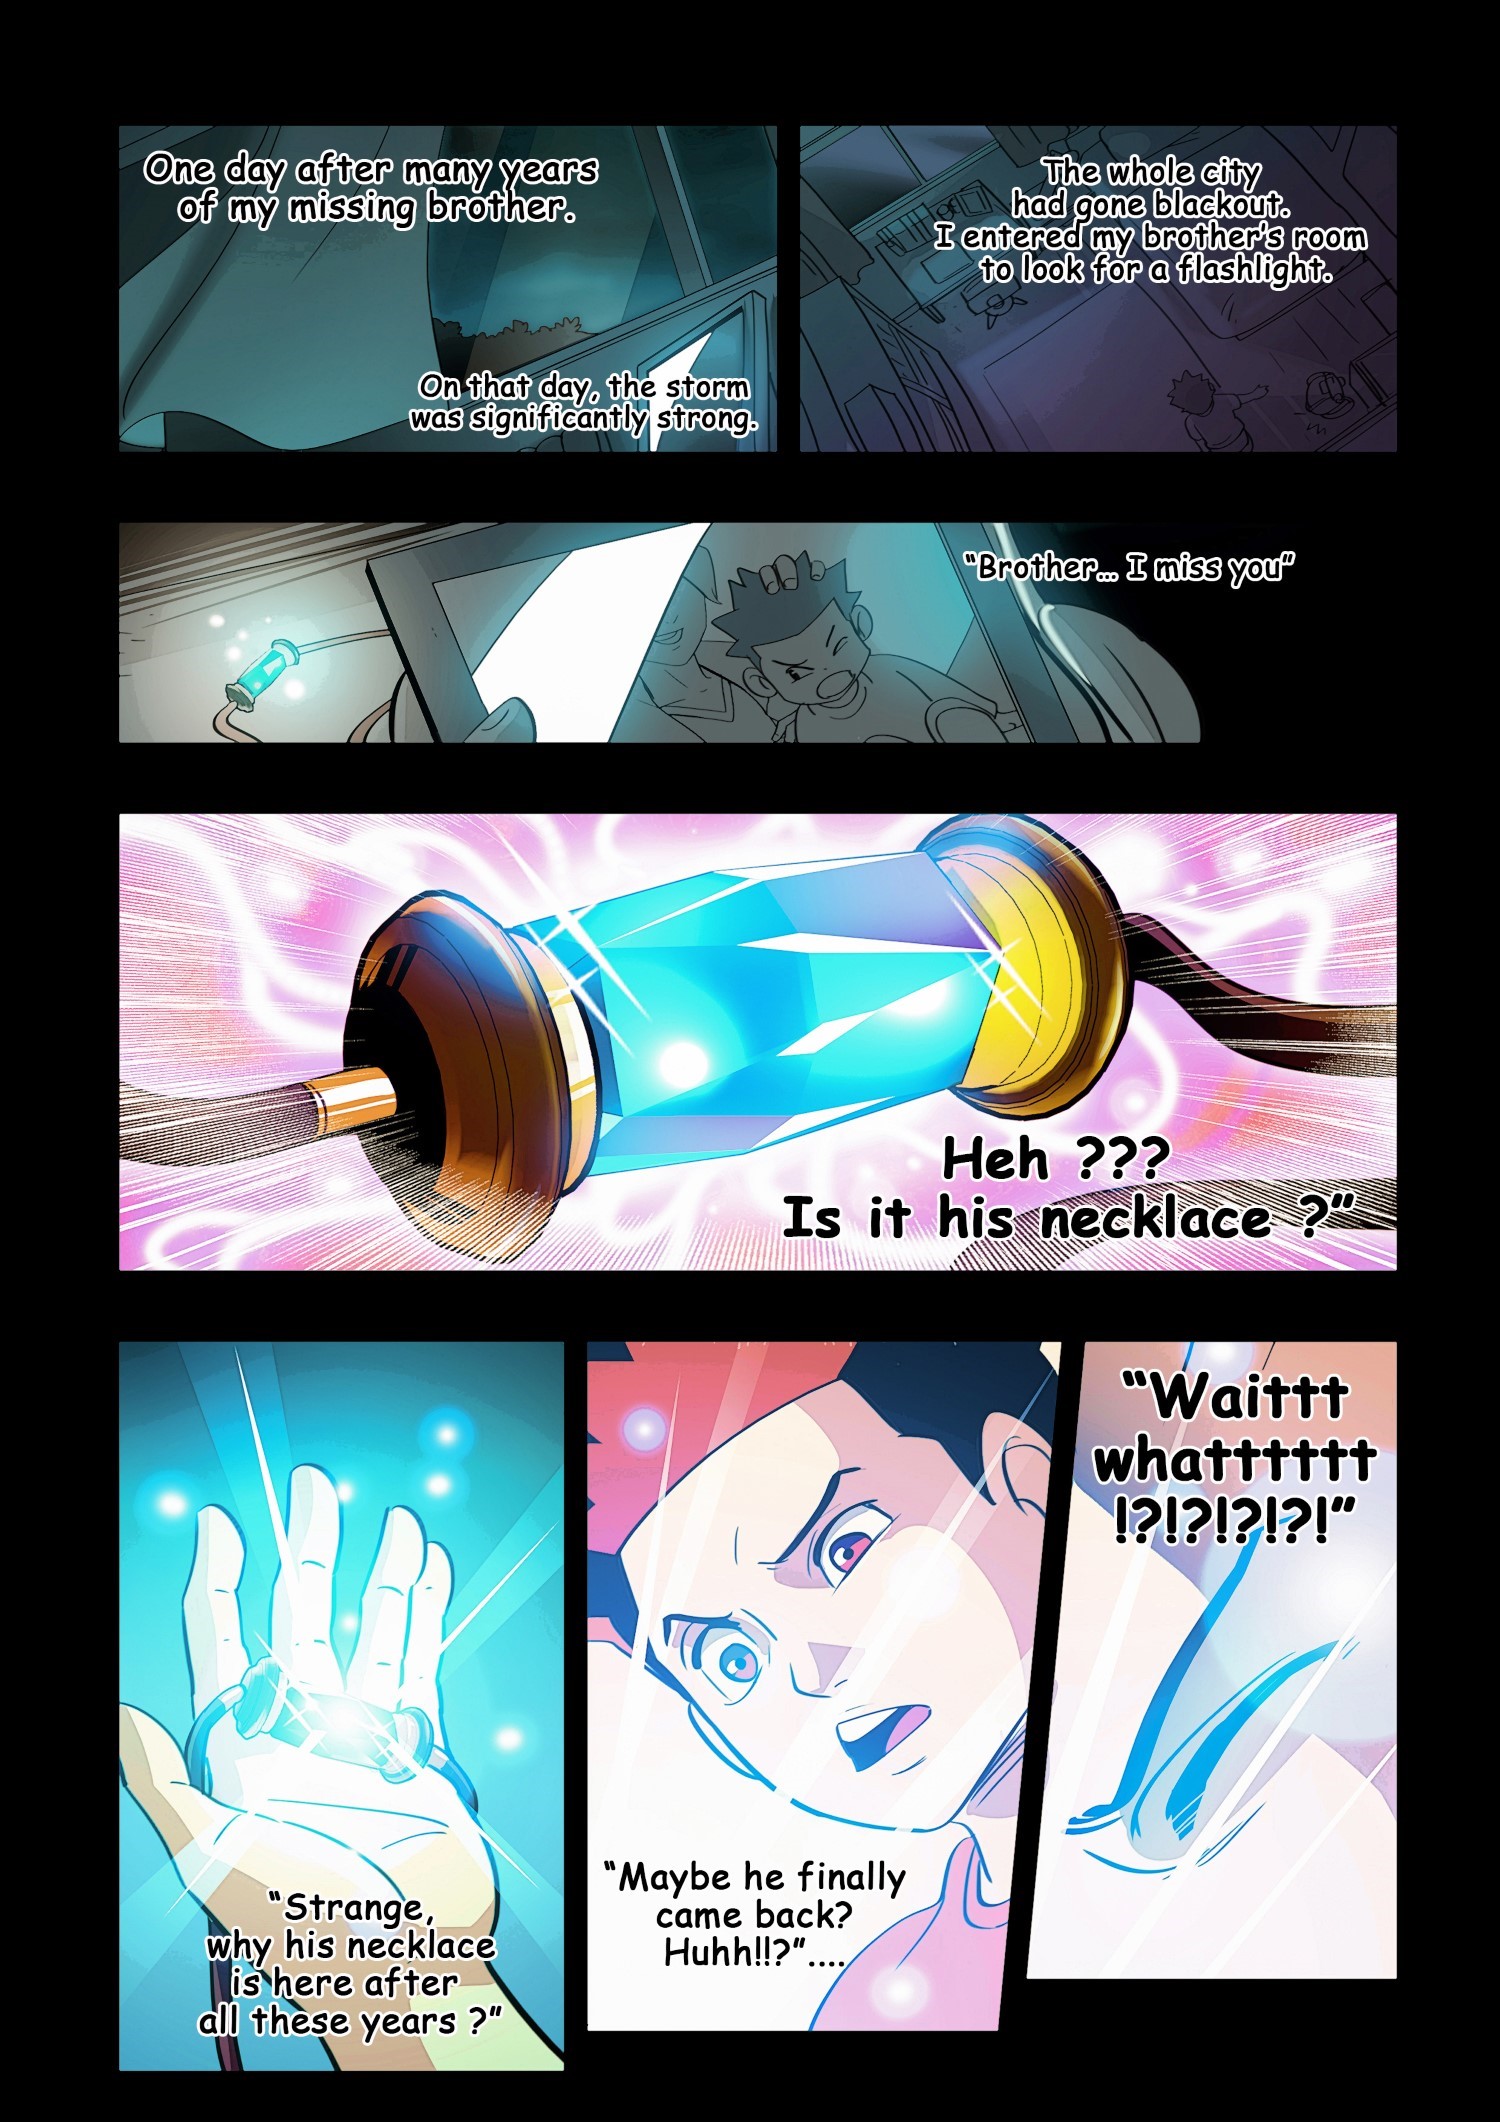 One day after many years
of my missing brother.
On that day, the storm
was significantly strong.
The whole city
had gone blackout.
I entered my brother's room
to look for a flashlight.
“Brother... I miss you”
Heh ???
Is it his necklace ?”
“Strange,
why his necklace
is here after
all these years ?”
“Maybe he finally
came back?
Huhh!!?”....
“Waittt
whatttttt
!?!?!?!?!”